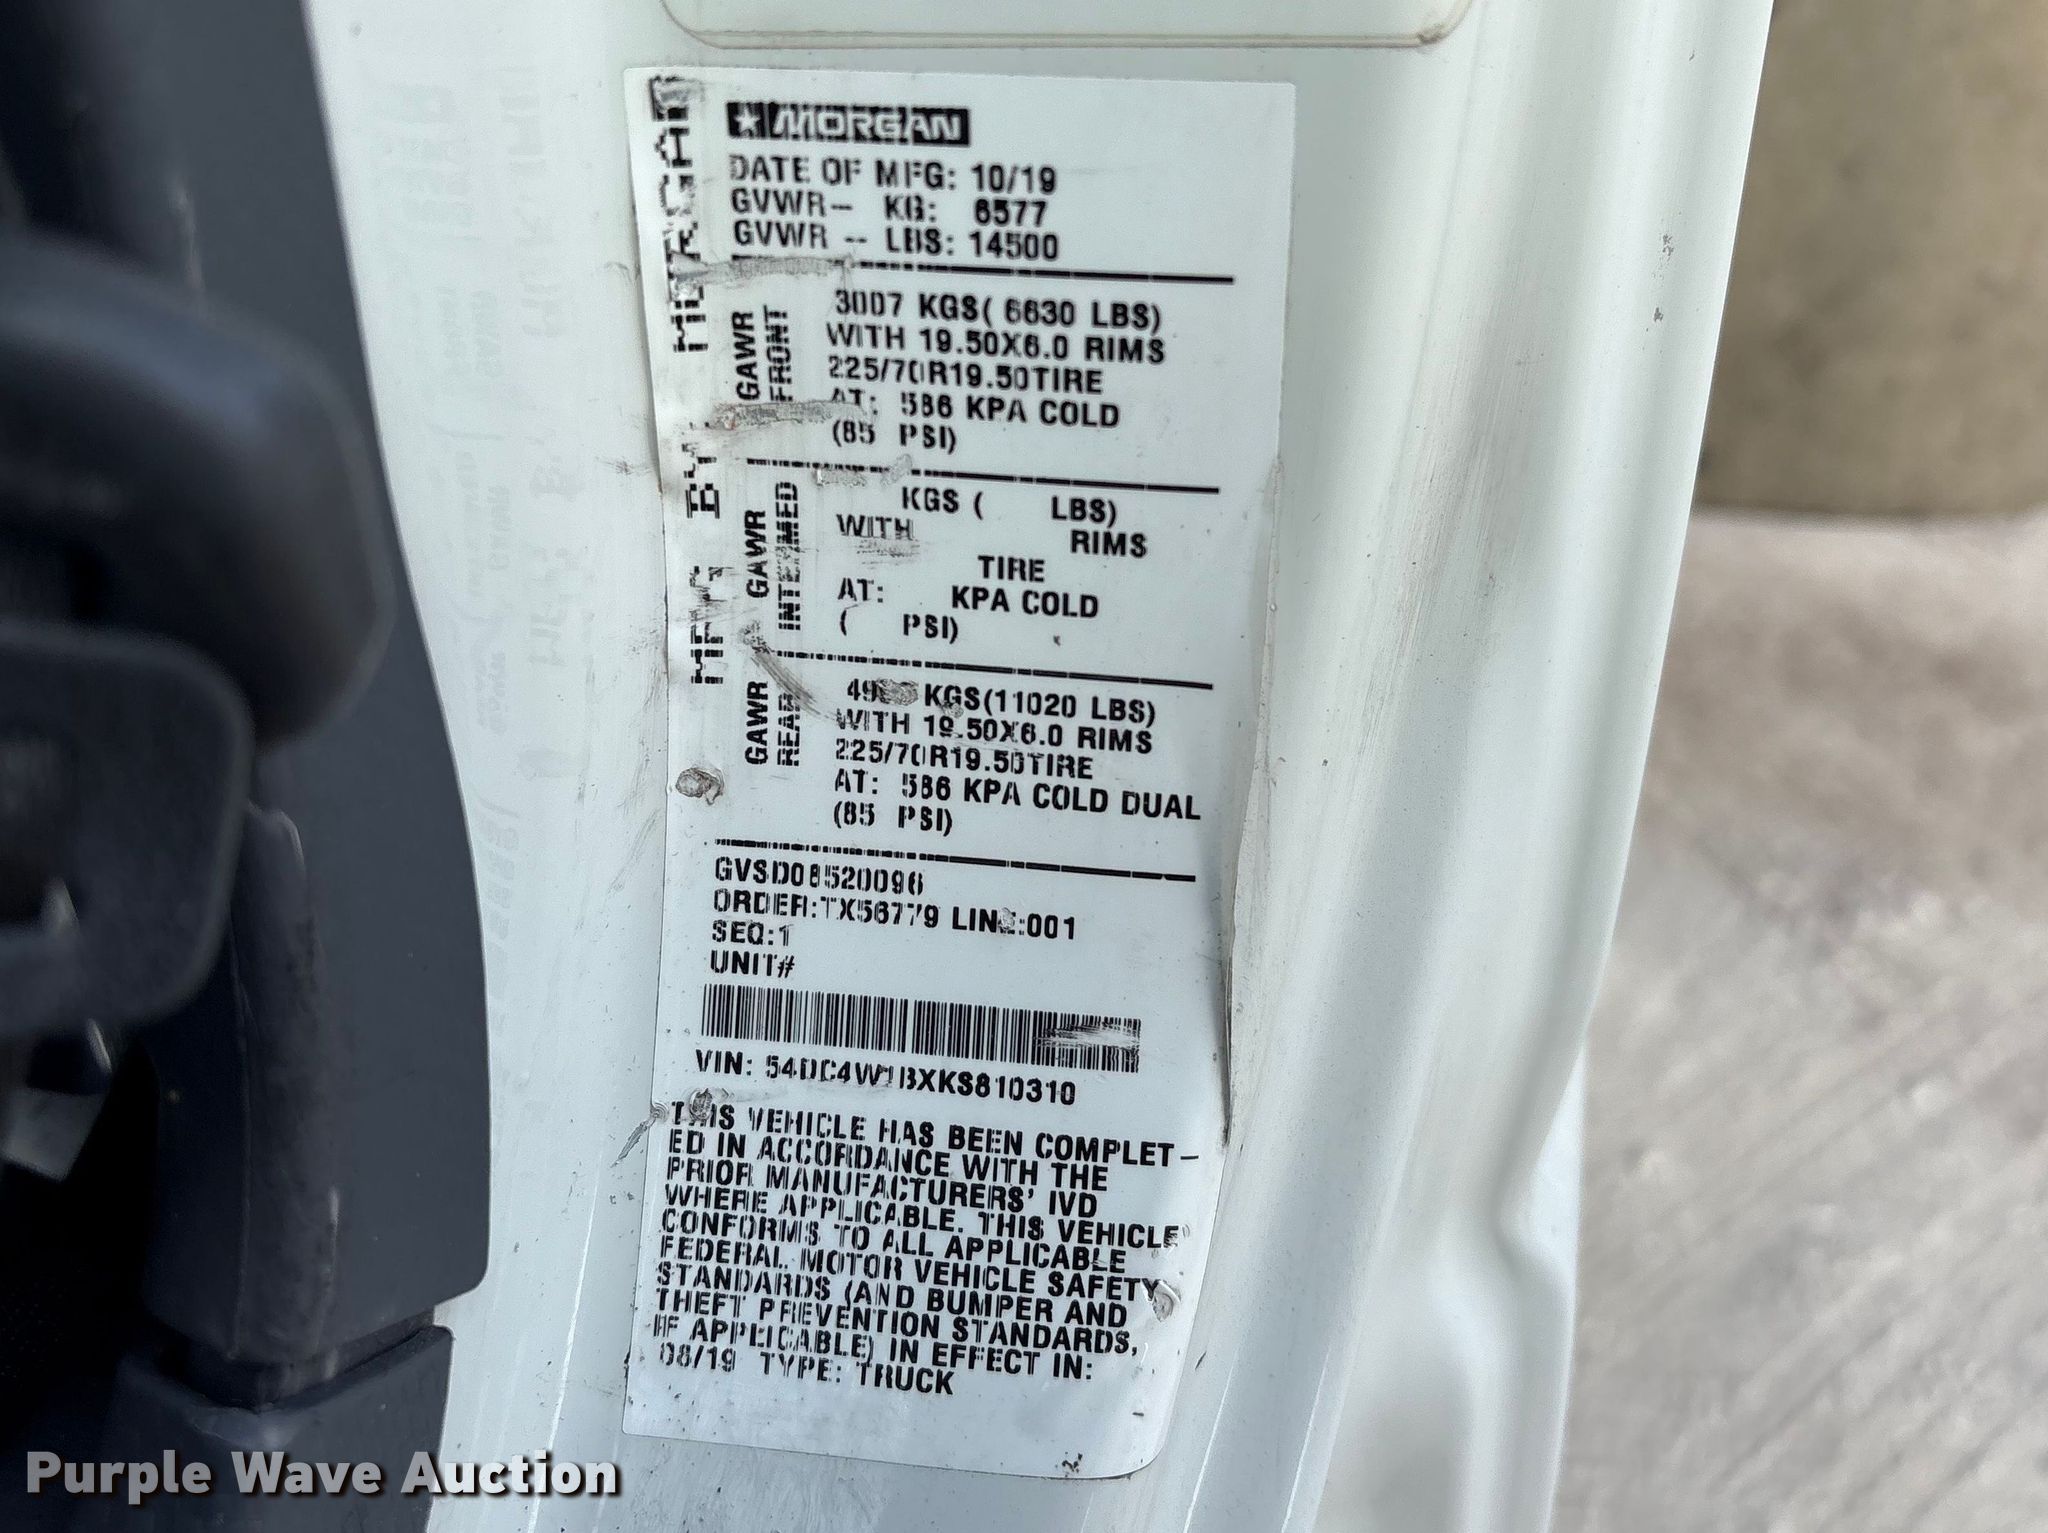 MFG BY MORGAN
MORGAN
DATE OF MFG: 10/19
GVWR- KG: 6577
GVWR -- LBS: 14500
GAWR
FRONT
3007 KGS( 6630 LBS)
WITH 19.50X6.0 RIMS
225/70R19.50TIRE
AT: 586 KPA COLD
(85 PSI)
GAWR
INTERMED
KGS ( LBS)
WITH RIMS
TIRE
AT: KPA COLD
( PSI)
GAWR
REAR
KGS(11020 LBS)
WITH 19.50X6.0 RIMS
225/70R19.50TIRE
AT: 586 KPA COLD DUAL
(85 PSI)
GVSD08520096
ORDER:TX56779 LINE:001
SEQ:1
UNIT#
VIN: 54DC4W1BXKS810310
THIS VEHICLE HAS BEEN COMPLET-
ED IN ACCORDANCE WITH THE
PRIOR MANUFACTURERS' IVD
WHERE APPLICABLE. THIS VEHICLE
CONFORMS TO ALL APPLICABLE
FEDERAL MOTOR VEHICLE SAFETY
STANDARDS (AND BUMPER AND
THEFT PREVENTION STANDARDS,
IF APPLICABLE) IN EFFECT IN:
08/19 TYPE: TRUCK
Purple Wave Auction